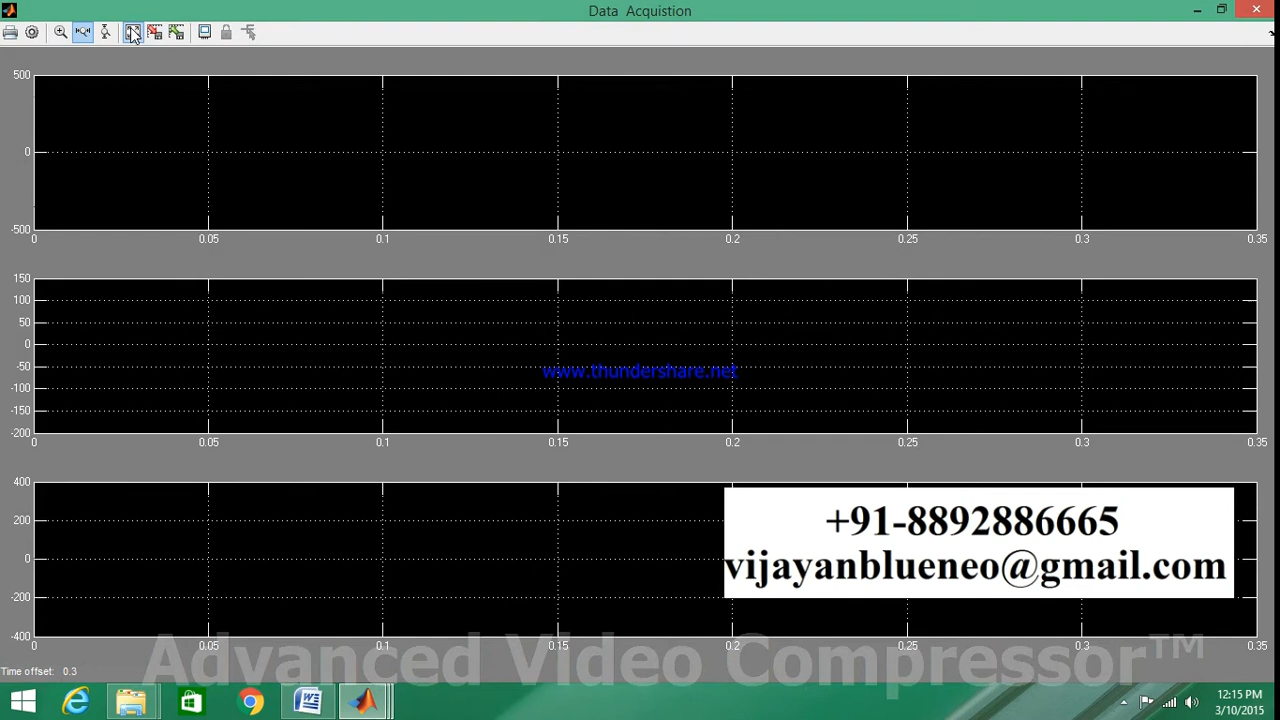 Data Acquistion
500
0
-500
0 0.05 0.1 0.15 0.2 0.25 0.3 0.35
150
100
50
0
-50
www.thundershare.net
-100
-150
-200
0 0.05 0.1 0.15 0.2 0.25 0.3 0.35
400
200
0
-200
-400
+91-8892886665
vijayanblueneo@gmail.com
0 0.05 0.1 0.15 0.2 0.25 0.3 0.35
Advanced Video Compressor™
Time offset: 0.3
12:15 PM
3/10/2015